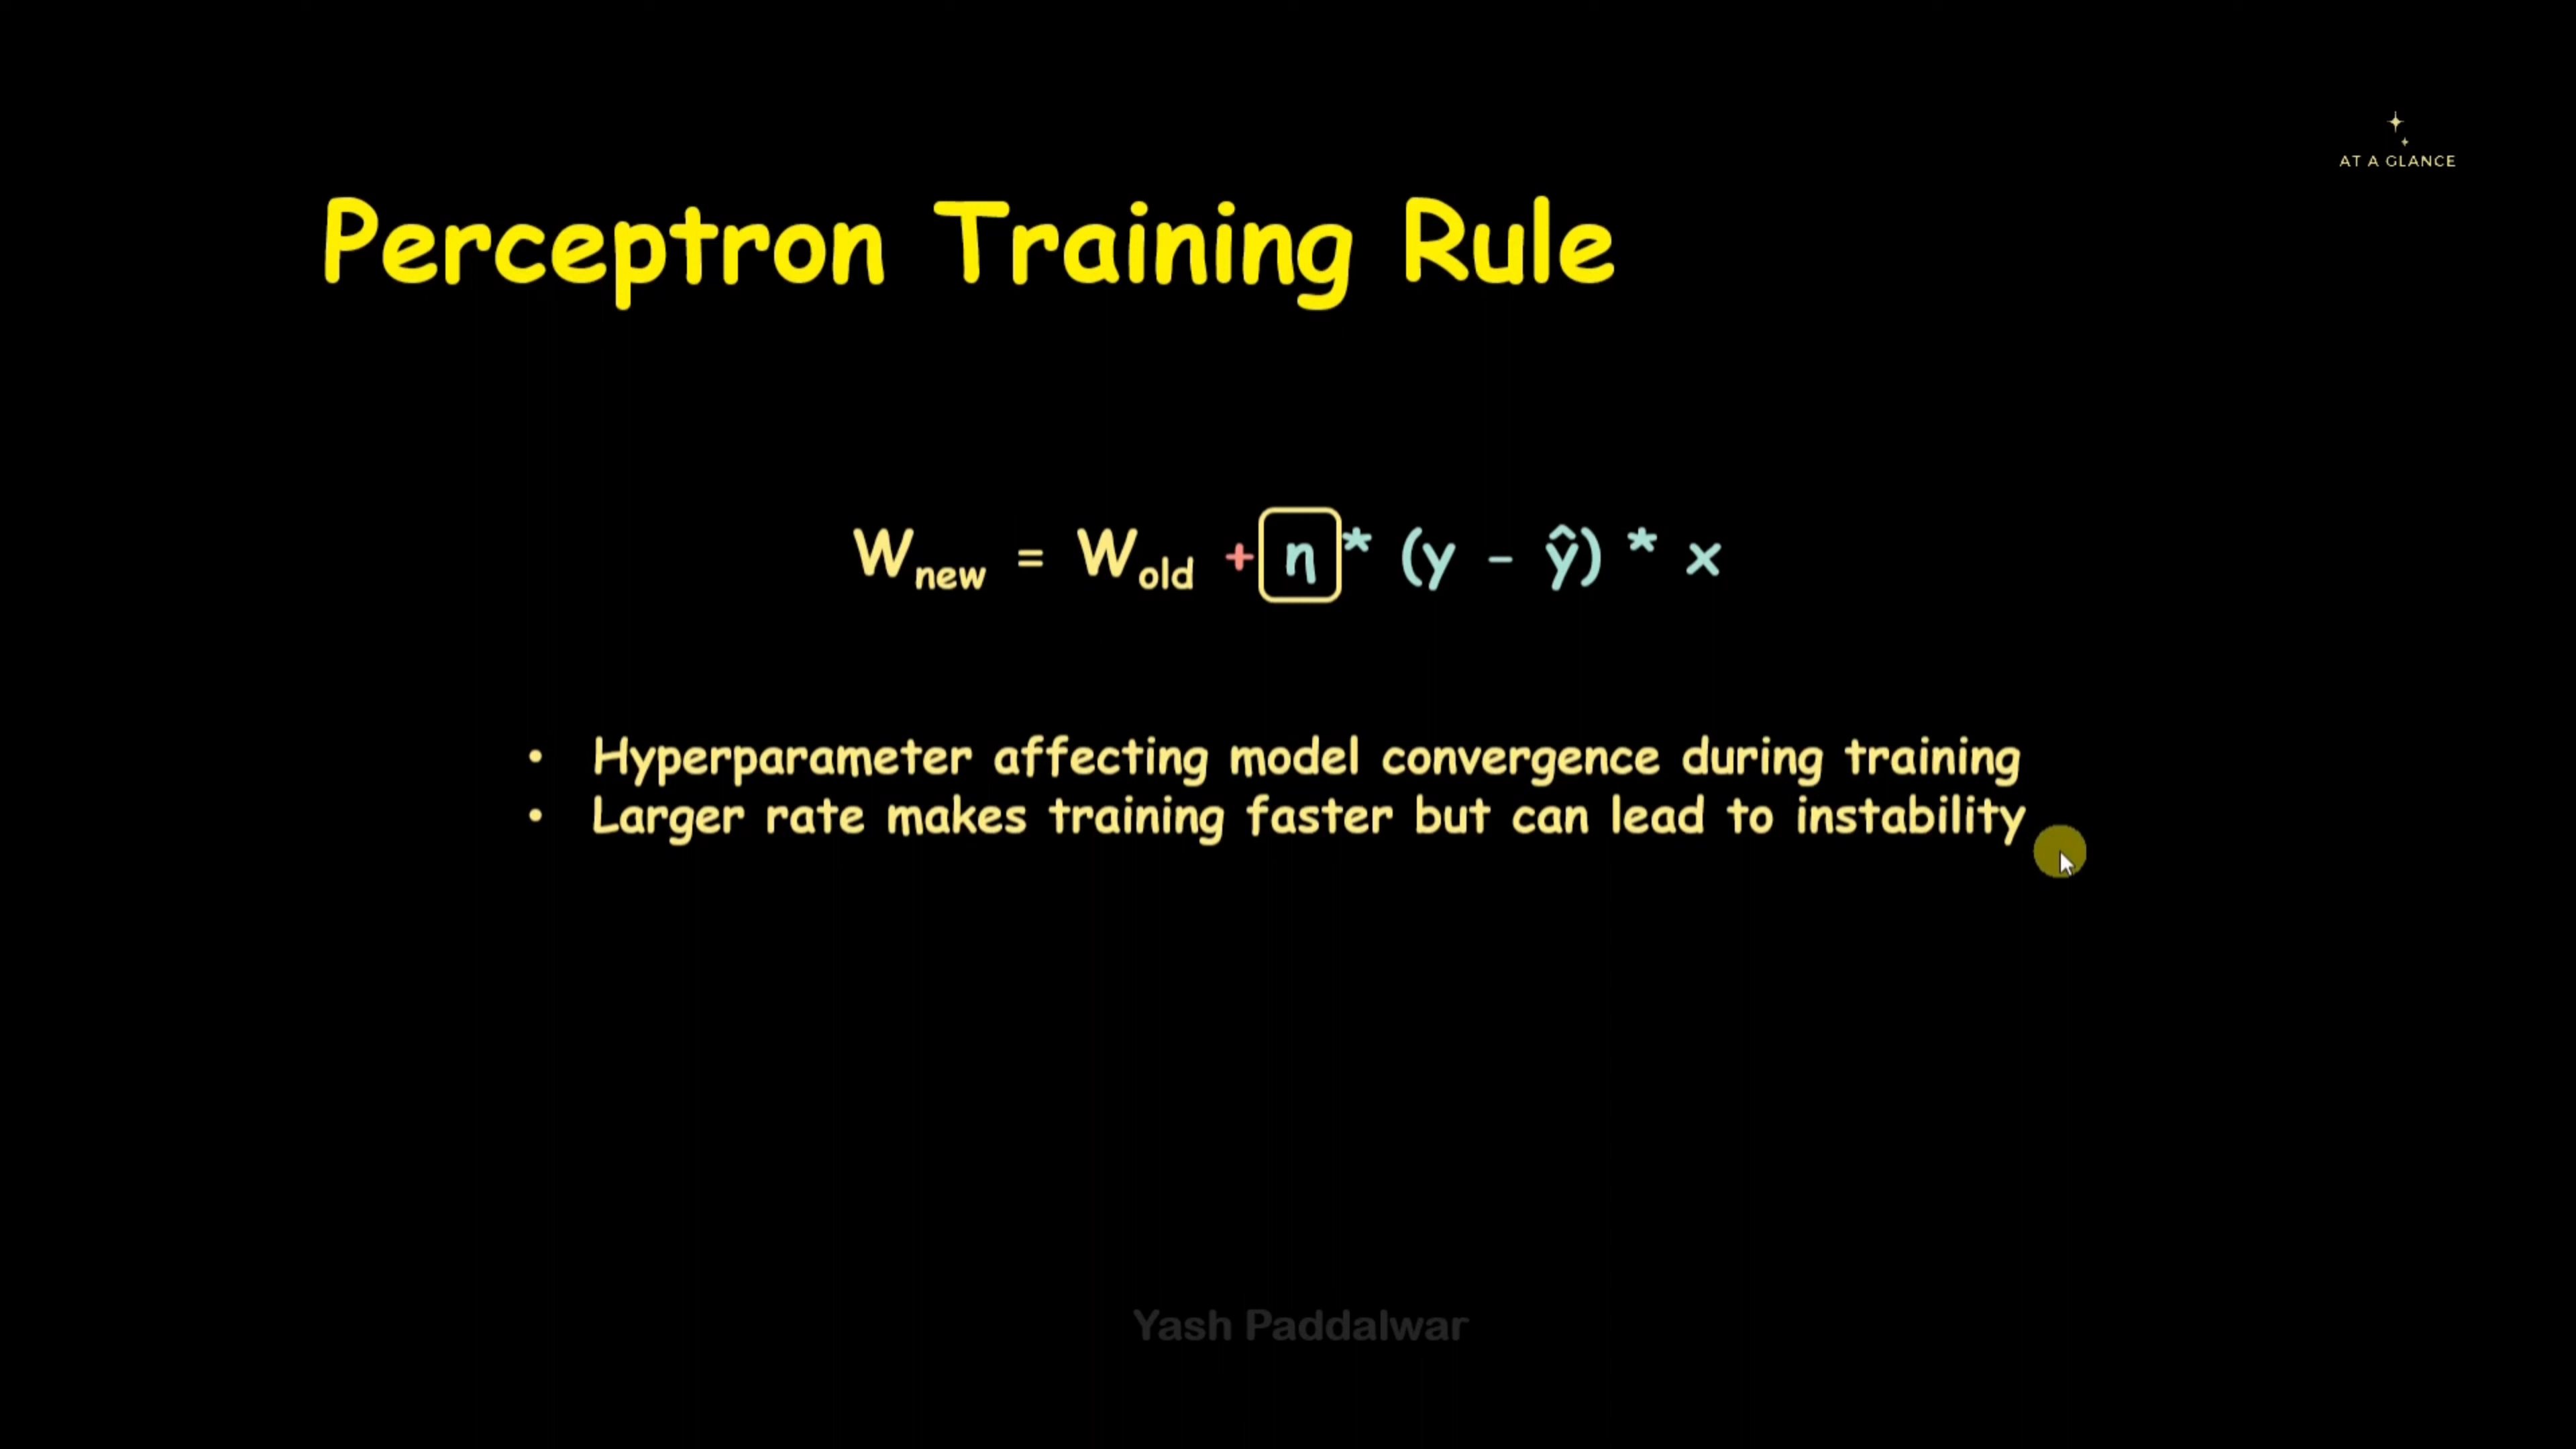 AT A GLANCE
Perceptron Training Rule
Wnew = Wold + η * (y - ŷ) * x
• Hyperparameter affecting model convergence during training
• Larger rate makes training faster but can lead to instability
Yash Paddalwar